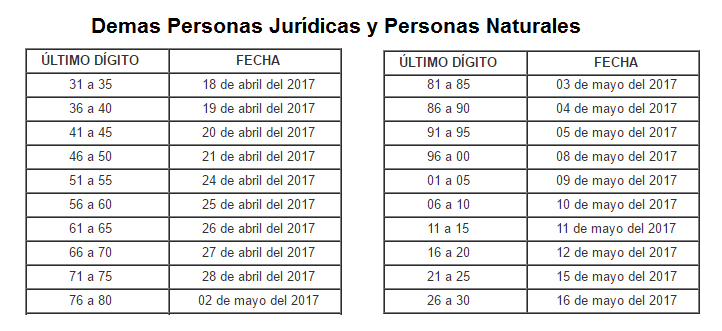 Demas Personas Jurídicas y Personas Naturales
ÚLTIMO DÍGITO FECHA
31 a 35 18 de abril del 2017
36 a 40 19 de abril del 2017
41 a 45 20 de abril del 2017
46 a 50 21 de abril del 2017
51 a 55 24 de abril del 2017
56 a 60 25 de abril del 2017
61 a 65 26 de abril del 2017
66 a 70 27 de abril del 2017
71 a 75 28 de abril del 2017
76 a 80 02 de mayo del 2017
ÚLTIMO DÍGITO FECHA
81 a 85 03 de mayo del 2017
86 a 90 04 de mayo del 2017
91 a 95 05 de mayo del 2017
96 a 00 08 de mayo del 2017
01 a 05 09 de mayo del 2017
06 a 10 10 de mayo del 2017
11 a 15 11 de mayo del 2017
16 a 20 12 de mayo del 2017
21 a 25 15 de mayo del 2017
26 a 30 16 de mayo del 2017